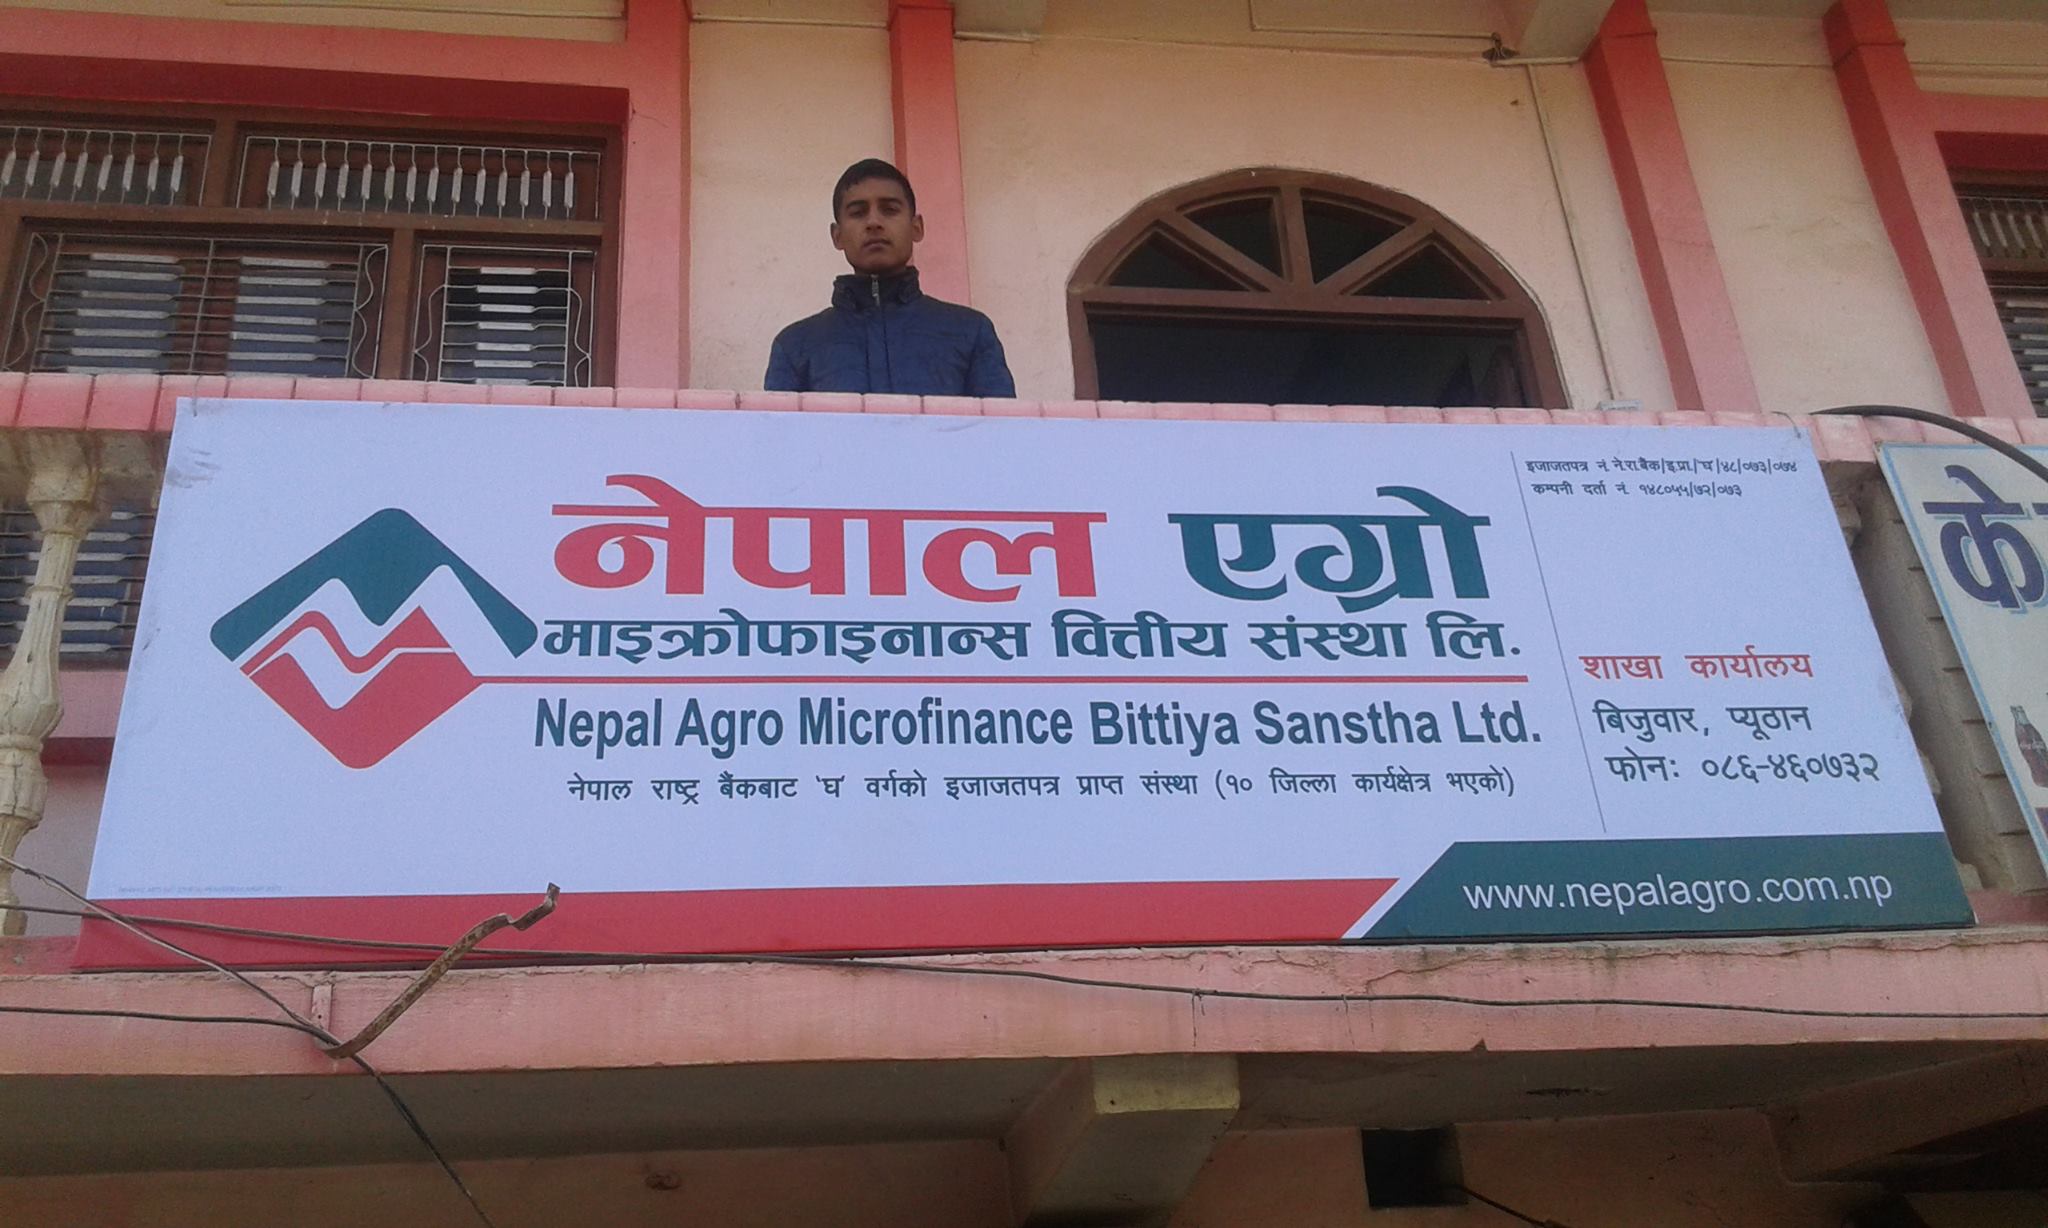 नेपाल एग्रो
माइक्रोफाइनान्स वित्तीय संस्था लि.
Nepal Agro Microfinance Bittiya Sanstha Ltd.
नेपाल राष्ट्र बैंकबाट 'घ' वर्गको इजाजतपत्र प्राप्त संस्था (१० जिल्ला कार्यक्षेत्र भएको)
इजाजतपत्र नं. ने.रा.बैंक/इ.प्रा./'घ'/४८/०७३/०७४
कम्पनी दर्ता नं. १४८०५५/७२/०७३
शाखा कार्यालय
बिजुवार, प्यूठान
फोनः ०८६-४६०७३२
www.nepalagro.com.np
के